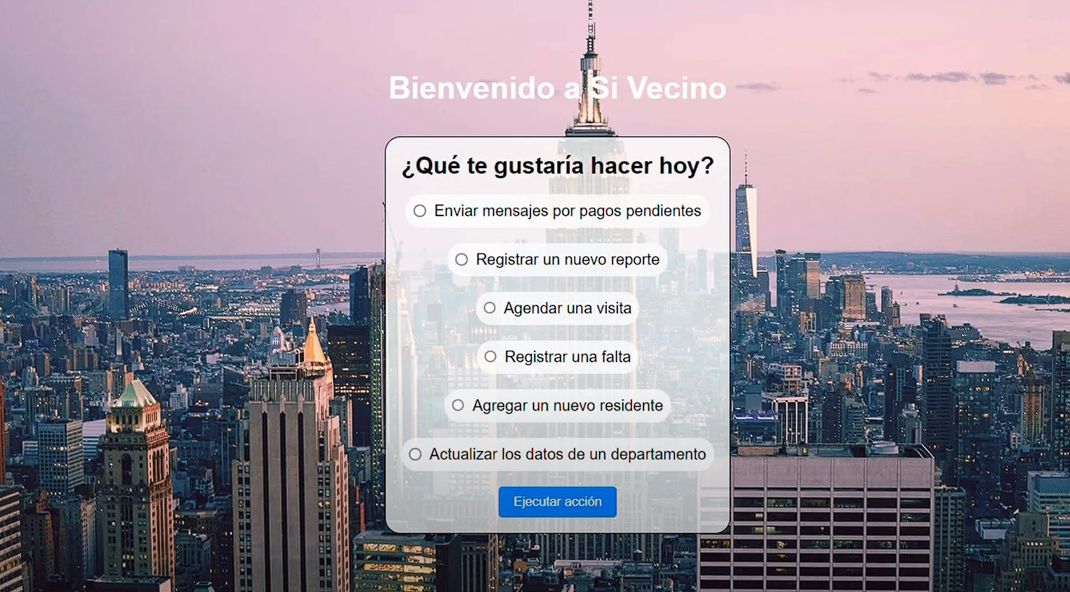 Bienvenido a Si Vecino
¿Qué te gustaría hacer hoy?
Enviar mensajes por pagos pendientes
Registrar un nuevo reporte
Agendar una visita
Registrar una falta
Agregar un nuevo residente
Actualizar los datos de un departamento
Ejecutar acción